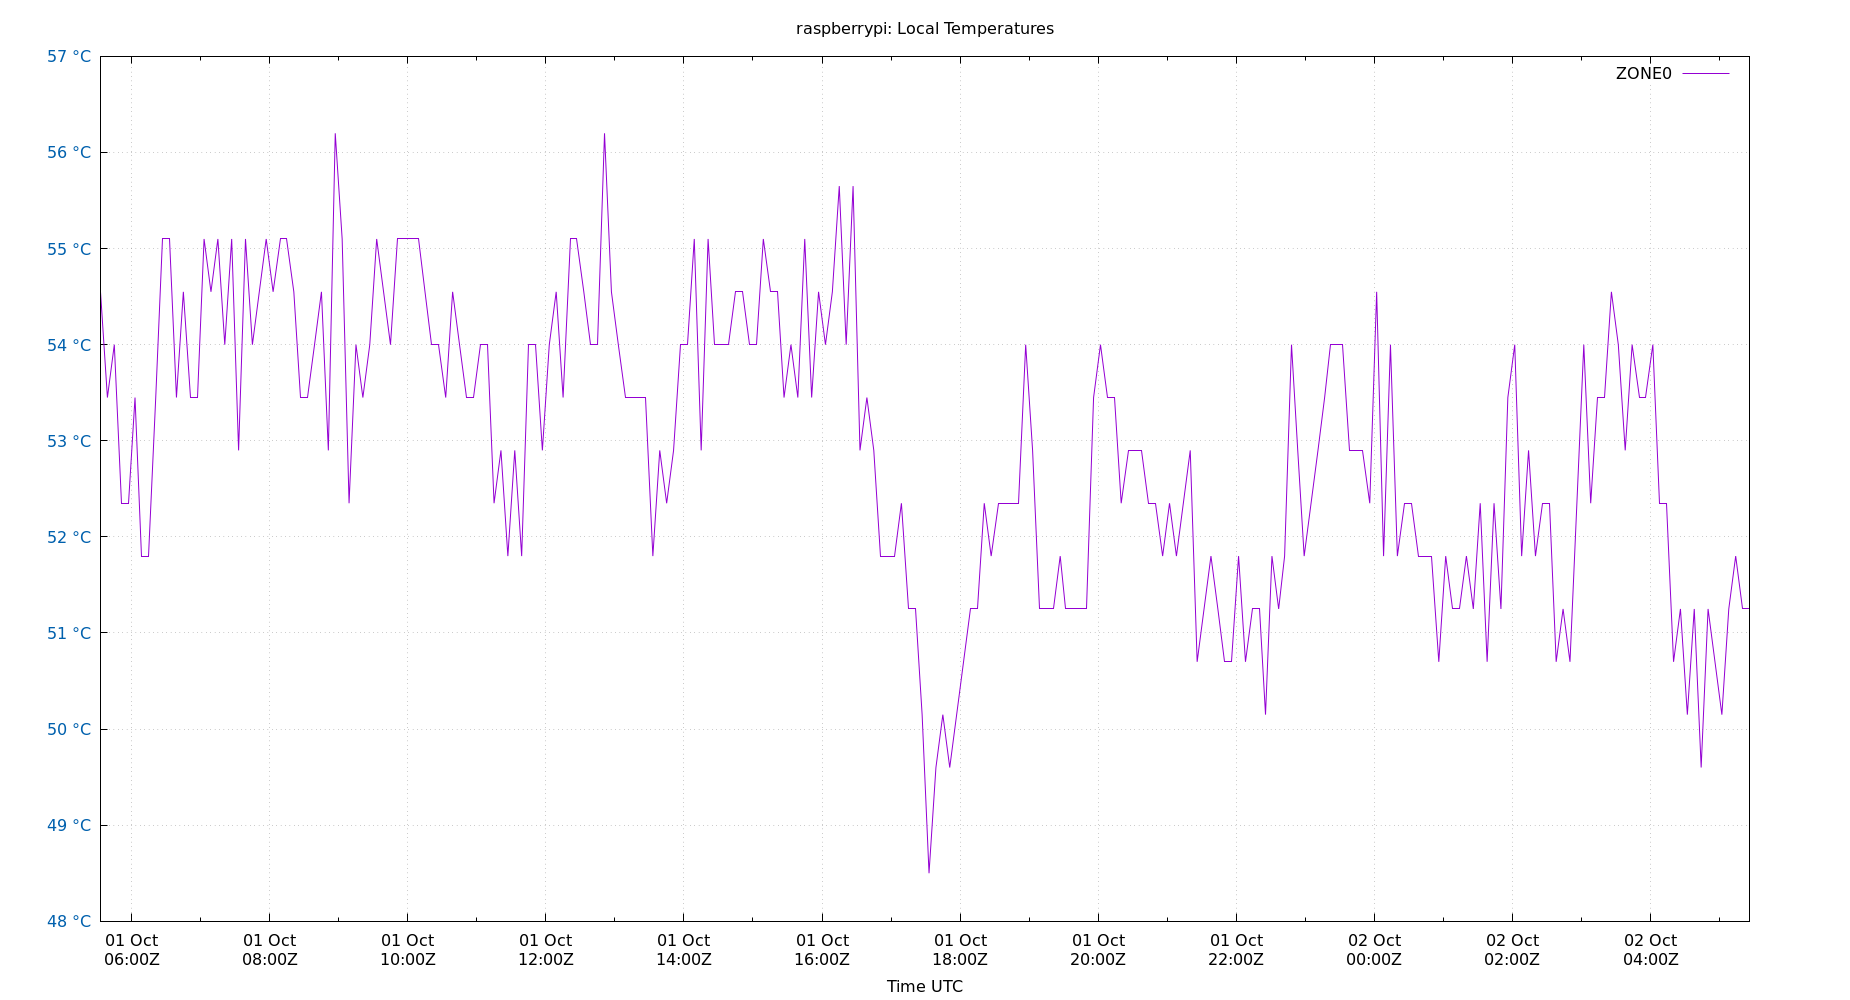 raspberrypi: Local Temperatures
57 °C
ZONE0
56 °C
55 °C
54 °C
53 °C
52 °C
51 °C
50 °C
49 °C
48 °C
01 Oct 01 Oct 01 Oct 01 Oct 01 Oct 01 Oct 01 Oct 01 Oct 01 Oct 02 Oct 02 Oct 02 Oct
06:00Z 08:00Z 10:00Z 12:00Z 14:00Z 16:00Z 18:00Z 20:00Z 22:00Z 00:00Z 02:00Z 04:00Z
Time UTC